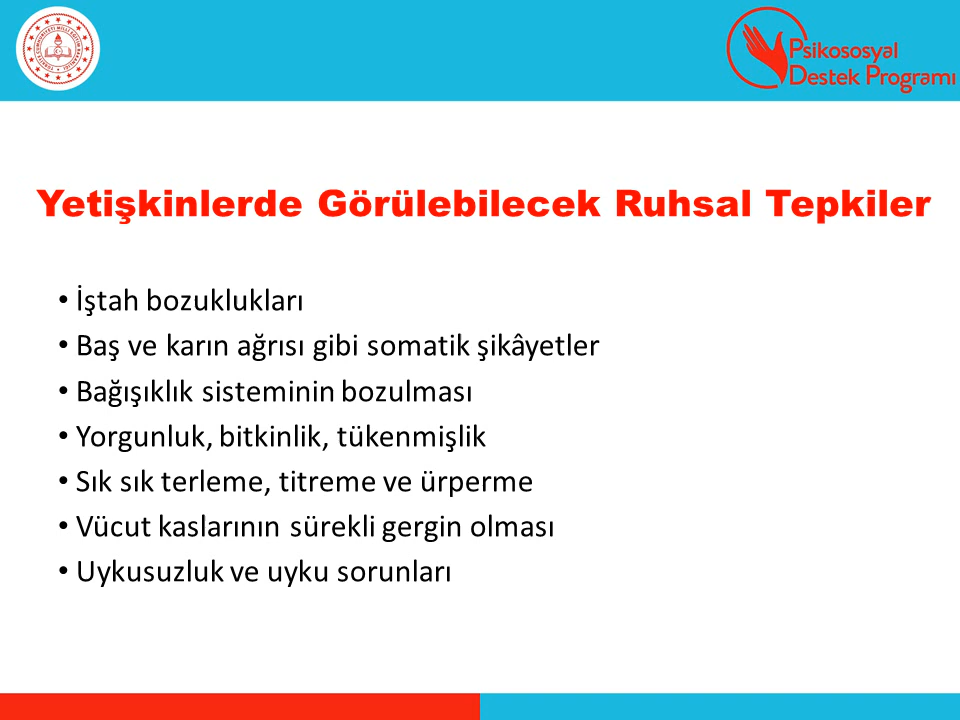 Psikososyal
Destek Programı
Yetişkinlerde Görülebilecek Ruhsal Tepkiler
• İştah bozuklukları
• Baş ve karın ağrısı gibi somatik şikâyetler
• Bağışıklık sisteminin bozulması
• Yorgunluk, bitkinlik, tükenmişlik
• Sık sık terleme, titreme ve ürperme
• Vücut kaslarının sürekli gergin olması
• Uykusuzluk ve uyku sorunları